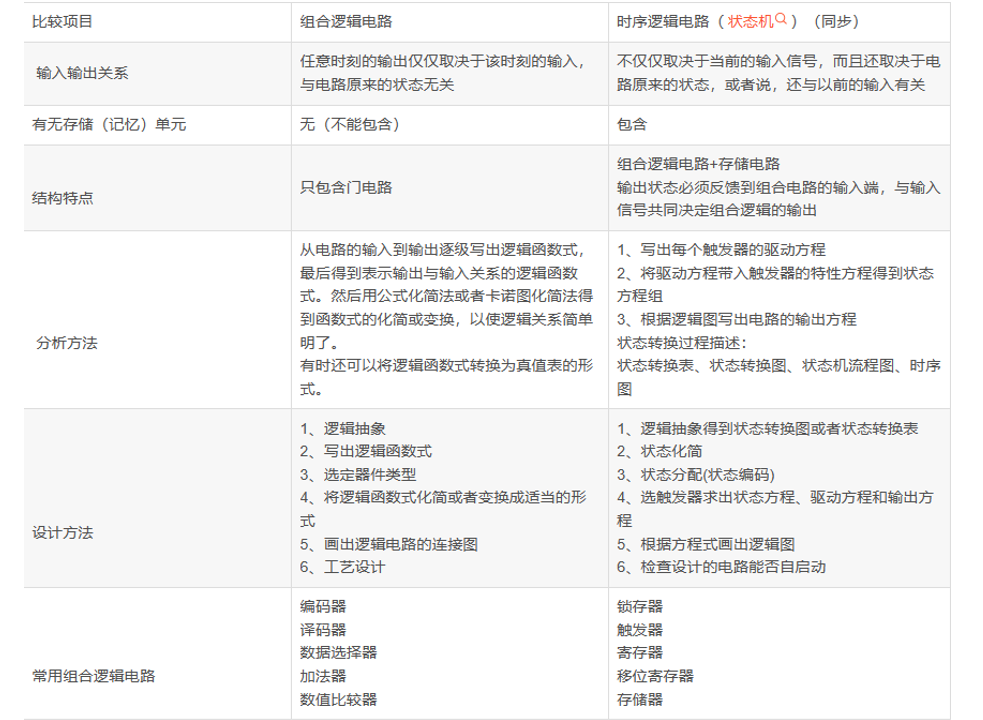 比较项目
组合逻辑电路
时序逻辑电路（状态机）（同步）
输入输出关系
任意时刻的输出仅仅取决于该时刻的输入，
与电路原来的状态无关
不仅仅取决于当前的输入信号，而且还取决于电
路原来的状态，或者说，还与以前的输入有关
有无存储（记忆）单元
无（不能包含）
包含
结构特点
只包含门电路
组合逻辑电路+存储电路
输出状态必须反馈到组合电路的输入端，与输入
信号共同决定组合逻辑的输出
分析方法
从电路的输入到输出逐级写出逻辑函数式，
最后得到表示输出与输入关系的逻辑函数
式。然后用公式化简法或者卡诺图化简法得
到函数式的化简或变换，以使逻辑关系简单
明了。
有时还可以将逻辑函数式转换为真值表的形
式。
1、写出每个触发器的驱动方程
2、将驱动方程带入触发器的特性方程得到状态
方程组
3、根据逻辑图写出电路的输出方程
状态转换过程描述：
状态转换表、状态转换图、状态机流程图、时序
图
设计方法
1、逻辑抽象
2、写出逻辑函数式
3、选定器件类型
4、将逻辑函数式化简或者变换成适当的形
式
5、画出逻辑电路的连接图
6、工艺设计
1、逻辑抽象得到状态转换图或者状态转换表
2、状态化简
3、状态分配(状态编码)
4、选触发器求出状态方程、驱动方程和输出方
程
5、根据方程式画出逻辑图
6、检查设计的电路能否自启动
常用组合逻辑电路
编码器
译码器
数据选择器
加法器
数值比较器
锁存器
触发器
寄存器
移位寄存器
存储器